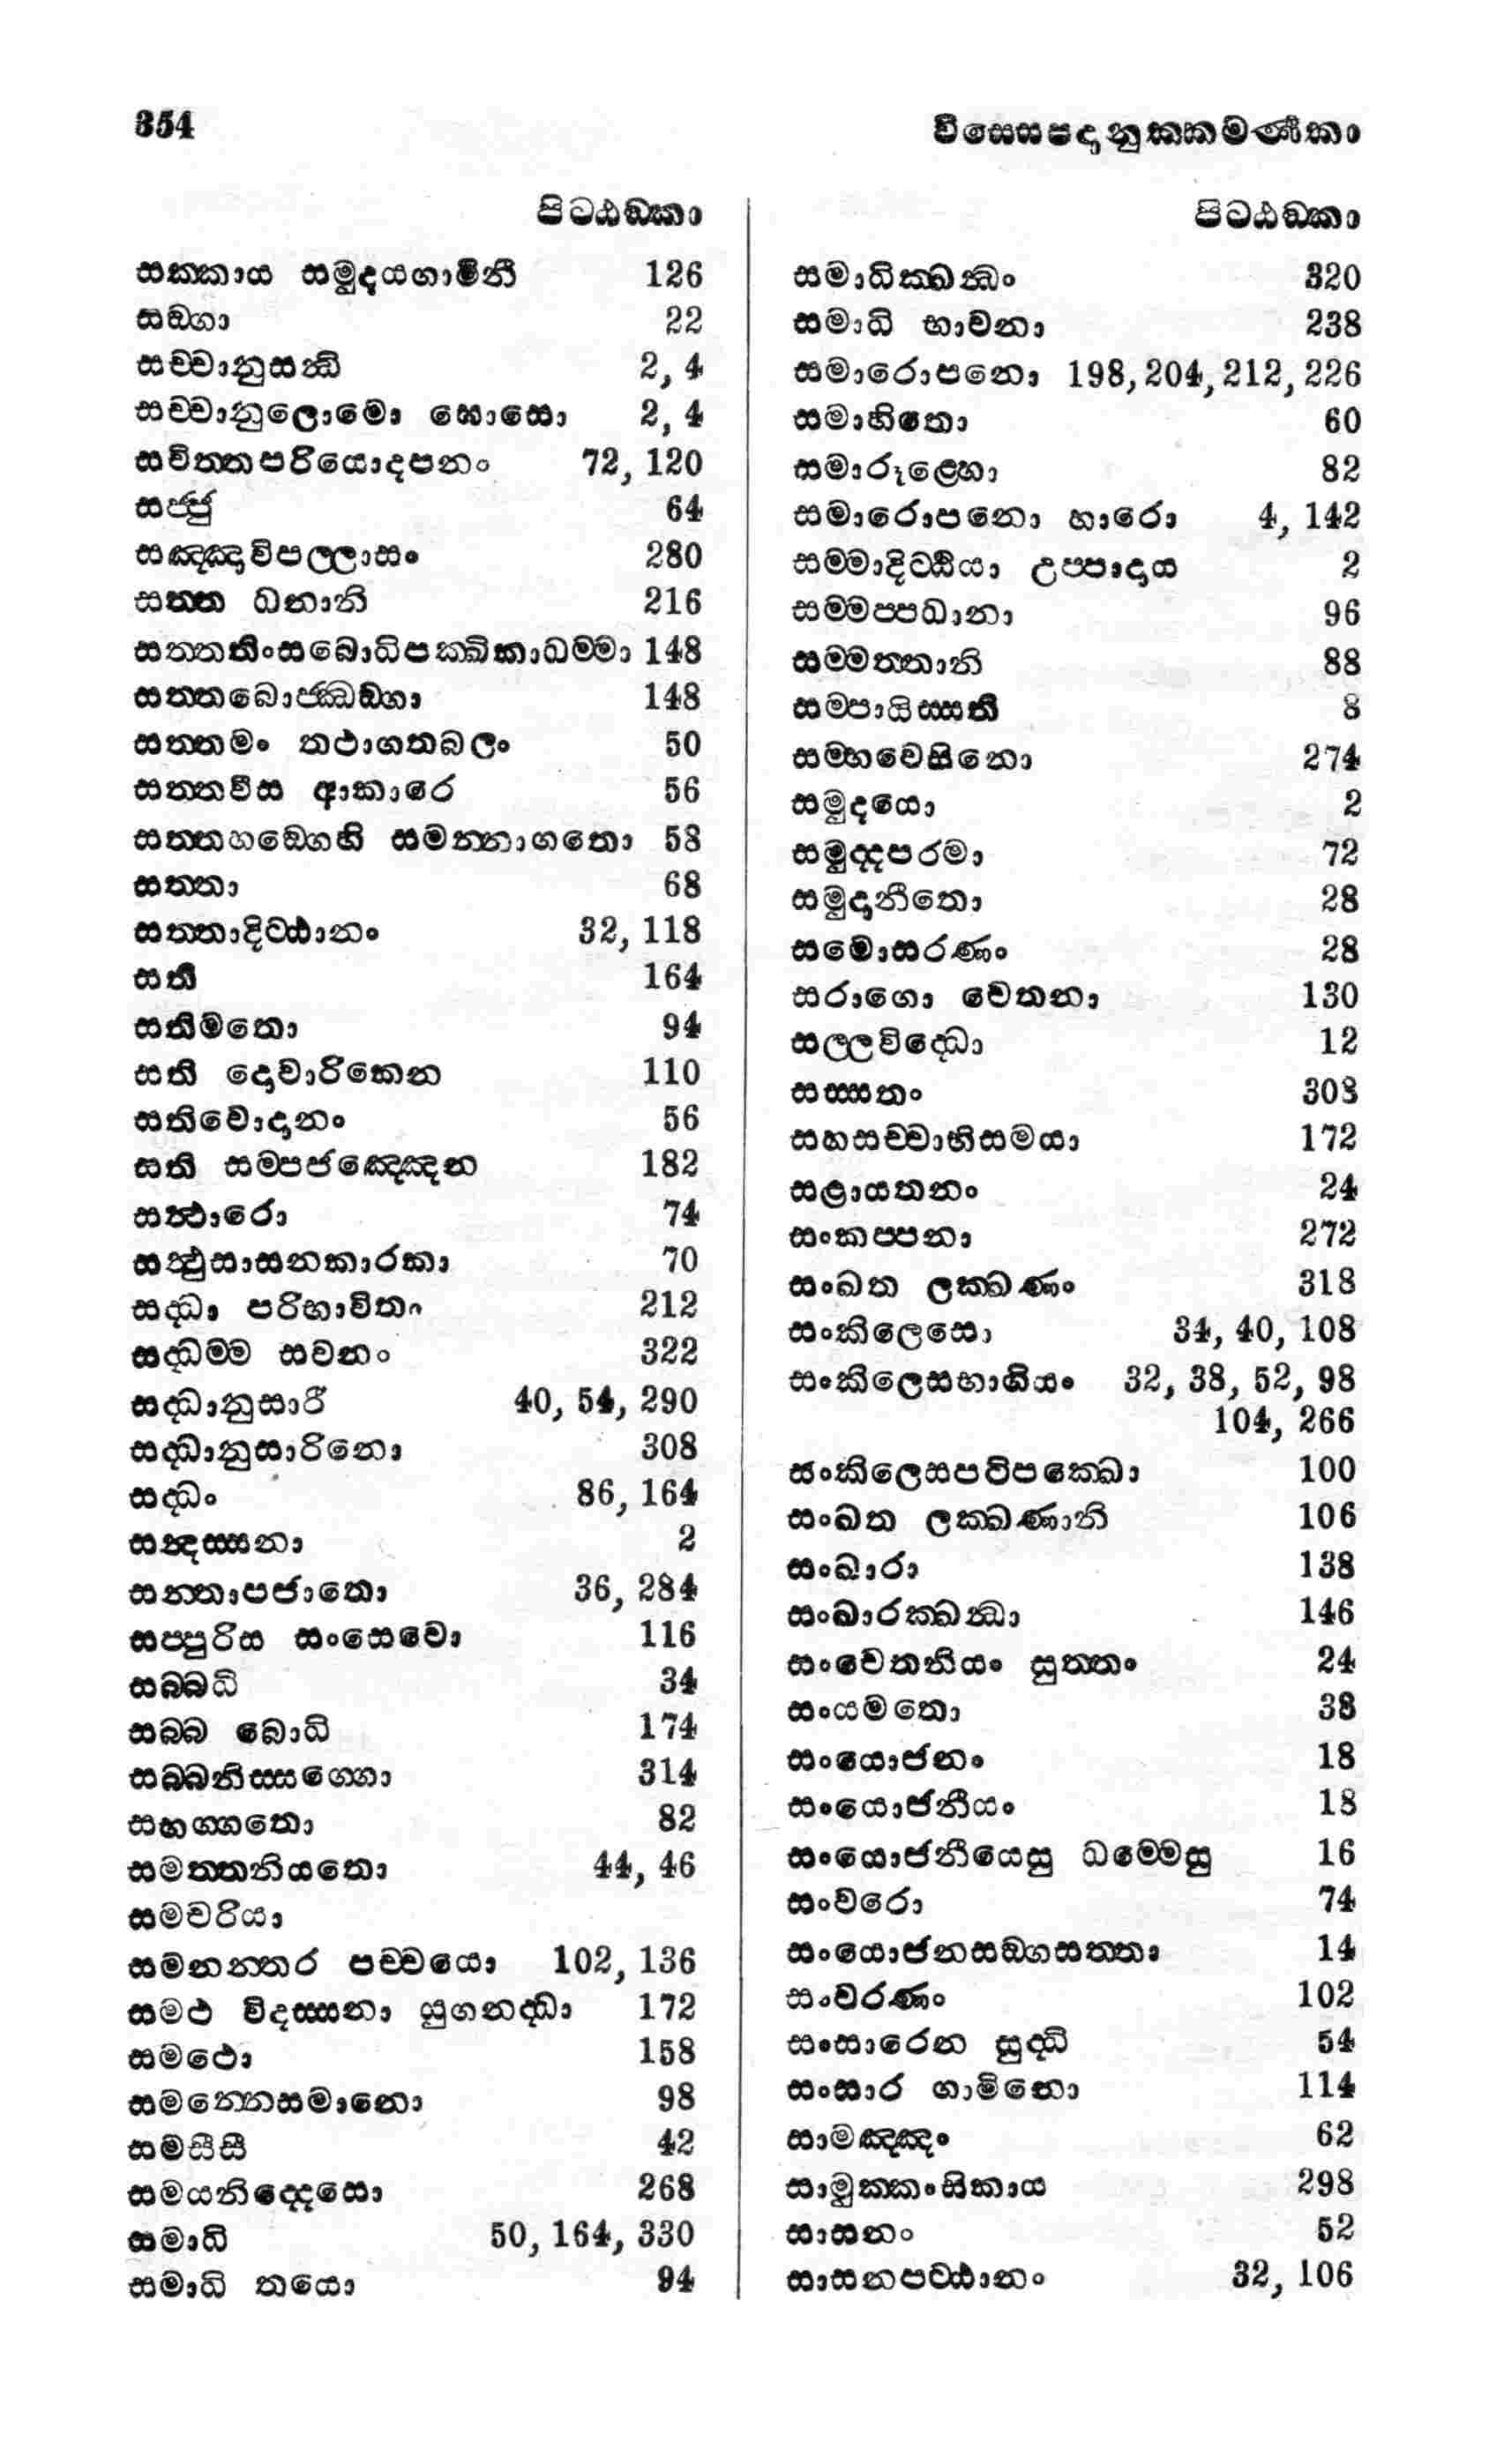 354
විසෙසපදානුක්කමණිකා
පිටඨඞ්කා
සක්කාය සමුදයගාමිනී 126
සඞ්ගා 22
සච්චානුසන්ධි 2, 4
සච්චානුලොමො ඝොසො 2, 4
සචිත්තපරියොදපනං 72, 120
සජ්ජු 64
සඤ්ඤාවිපල්ලාසං 280
සත්ත ධනානි 216
සත්තතිංසබොධිපක්ඛිකාධම්මා 148
සත්තබොජ්ඣඞ්ගා 148
සත්තමං තථාගතබලං 50
සත්තවීස ආකාරෙ 56
සත්තහඞ්ගෙහි සමන්නාගතො 58
සත්තා 68
සත්තාදිට්ඨානං 32, 118
සති 164
සතිමතො 94
සති දොවාරිකෙන 110
සතිවොදානං 56
සති සම්පජඤ්ඤෙන 182
සත්ථාරො 74
සත්ථුසාසනකාරකා 70
සද්ධා පරිභාවිතං 212
සද්ධම්ම සවනං 322
සද්ධානුසාරී 40, 54, 290
සද්ධානුසාරිනො 308
සද්ධං 86, 164
සන්දස්සනා 2
සන්තාපජාතො 36, 284
සප්පුරිස සංසෙවො 116
සබ්බධි 34
සබ්බ බොධි 174
සබ්බනිස්සග්ගො 314
සභග්ගතො 82
සමත්තනියතො 44, 46
සමචරියා
සමනන්තර පච්චයො 102, 136
සමථ විදස්සනා යුගනද්ධා 172
සමථො 158
සමන්නෙසමානො 98
සමසීසී 42
සමයනිද්දෙසො 268
සමාධි 50, 164, 330
සමාධි තයො 94
පිටඨඞ්කා
සමාධික්ඛන්ධං 320
සමාධි භාවනා 238
සමාරොපනො 198, 204, 212, 226
සමාහිතො 60
සමාරූළ්හො 82
සමාරොපනො හාරො 4, 142
සම්මාදිට්ඨියා උප්පාදාය 2
සම්මප්පධානා 96
සම්මත්තානි 88
සම්පායිස්සති 8
සම්භවෙසිනො 274
සමුදයො 2
සමුද්දපරමා 72
සමුදානීතො 28
සමොසරණං 28
සරාගො චෙතනා 130
සල්ලවිද්ධො 12
සස්සතං 308
සහසච්චාභිසමයා 172
සළායතනං 24
සංකප්පනා 272
සංඛත ලක්ඛණං 318
සංකිලෙසො 34, 40, 108
සංකිලෙසභාගියං 32, 38, 52, 98
104, 266
සංකිලෙසපටිපක්ඛො 100
සංඛත ලක්ඛණානි 106
සංඛාරා 138
සංඛාරක්ඛන්ධා 146
සංචෙතනියං සුත්තං 24
සංයමතො 38
සංයොජනං 18
සංයොජනීයං 18
සංයොජනීයෙසු ධම්මෙසු 16
සංවරො 74
සංයොජනසඞ්ගසත්තා 14
සංවරණං 102
සංසාරෙන සුද්ධි 54
සංසාර ගාමිනො 114
සාමඤ්ඤං 62
සාමුක්කංසිකාය 298
සාසනං 52
සාසනපට්ඨානං 32, 106